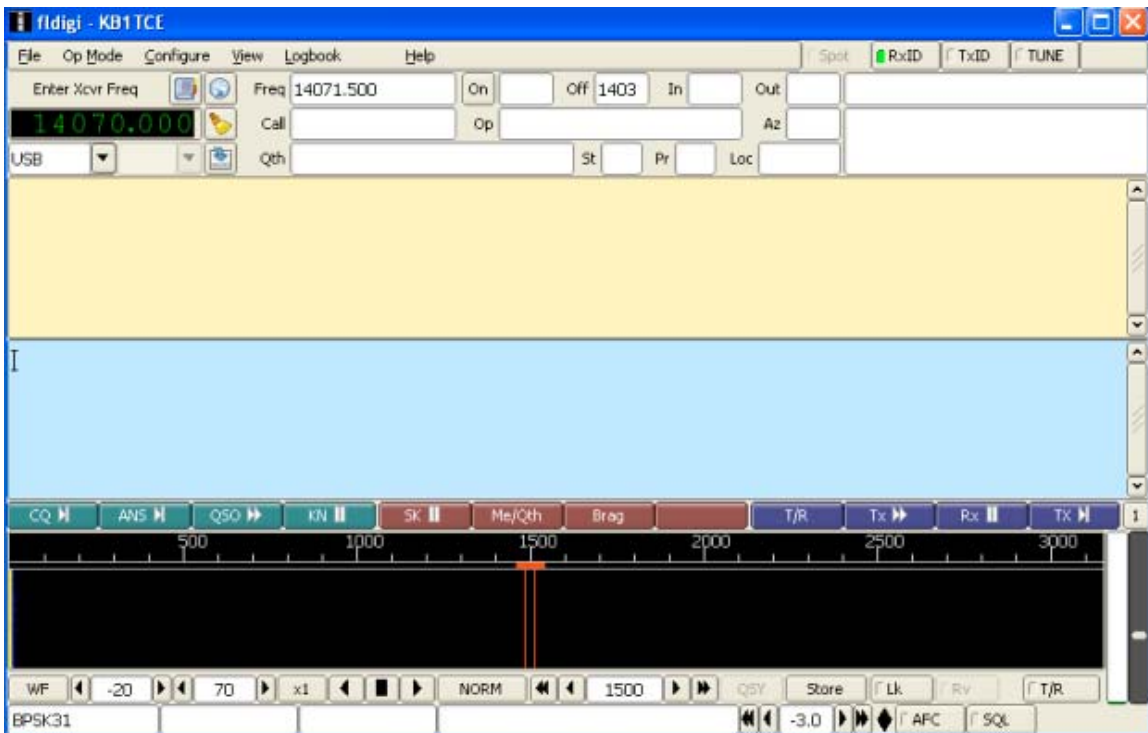 fldigi - KB1TCE
File Op Mode Configure View Logbook Help Spot RxID TxID TUNE
Enter Xcvr Freq Freq 14071.500 On Off 1403 In Out
14070.000 Call Op Az
USB Qth St Pr Loc
CQ ANS QSO KN SK Me/Qth Brag T/R Tx Rx TX 1
500 1000 1500 2000 2500 3000
WF -20 70 x1 NORM 1500 QSY Store Lk Rv T/R
BPSK31 -3.0 AFC SQL